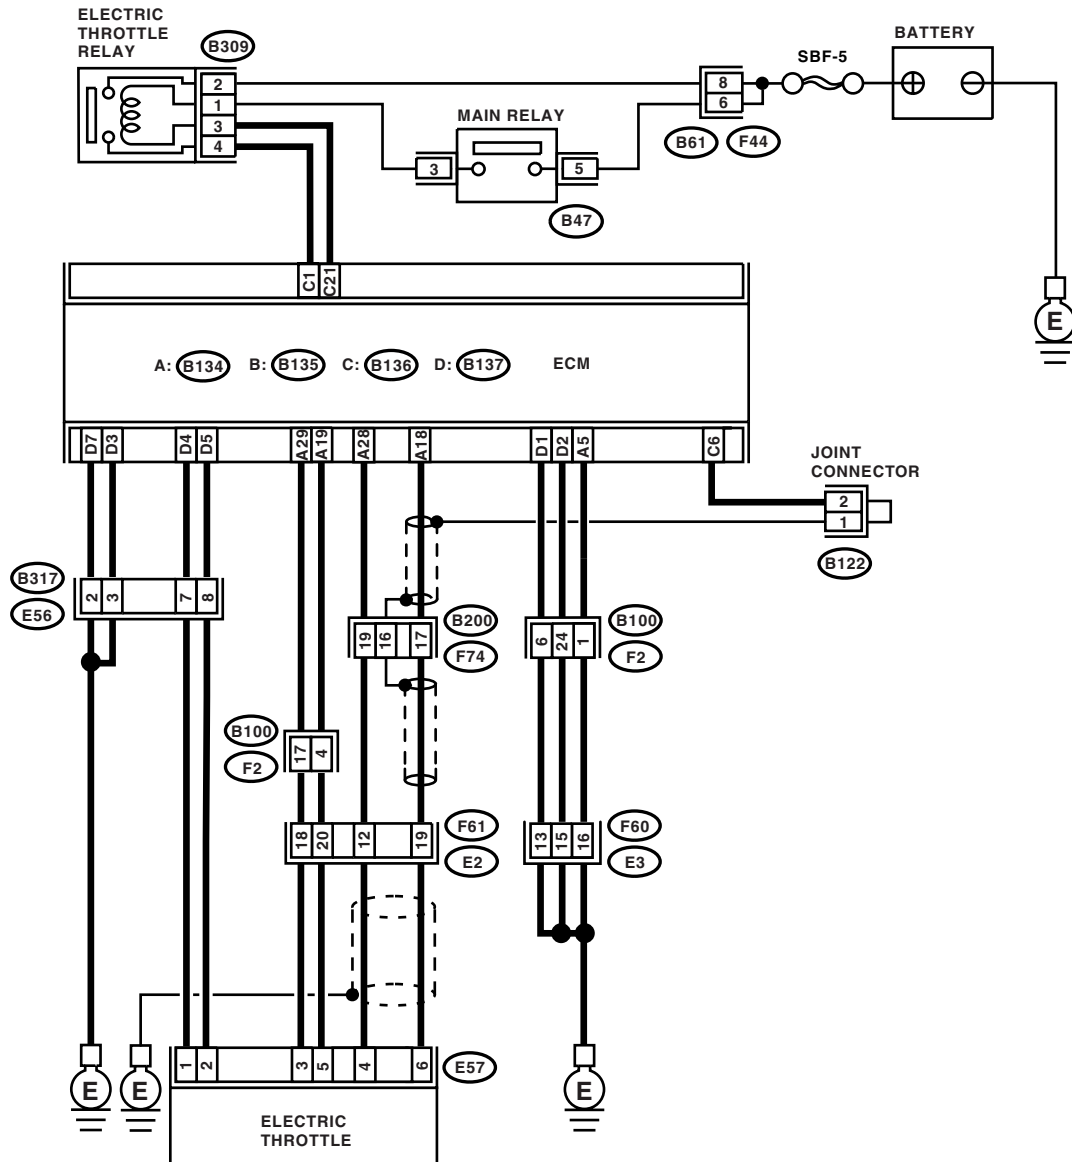 ELECTRIC
THROTTLE
RELAY
B309
BATTERY
SBF-5
2
1
3
4
8
6
MAIN RELAY
3
5
B61
F44
B47
E
C1
C21
A: B134 B: B135 C: B136 D: B137 ECM
D7
D3
D4
D5
A29
A19
A28
A18
D1
D2
A5
C6
JOINT
CONNECTOR
2
1
B122
B317
E56
2
3
7
8
19
16
17
B200
F74
6
24
1
B100
F2
B100
F2
17
4
18
20
12
19
F61
E2
13
15
16
F60
E3
E
E
E
1
2
3
5
4
6
E57
ELECTRIC
THROTTLE